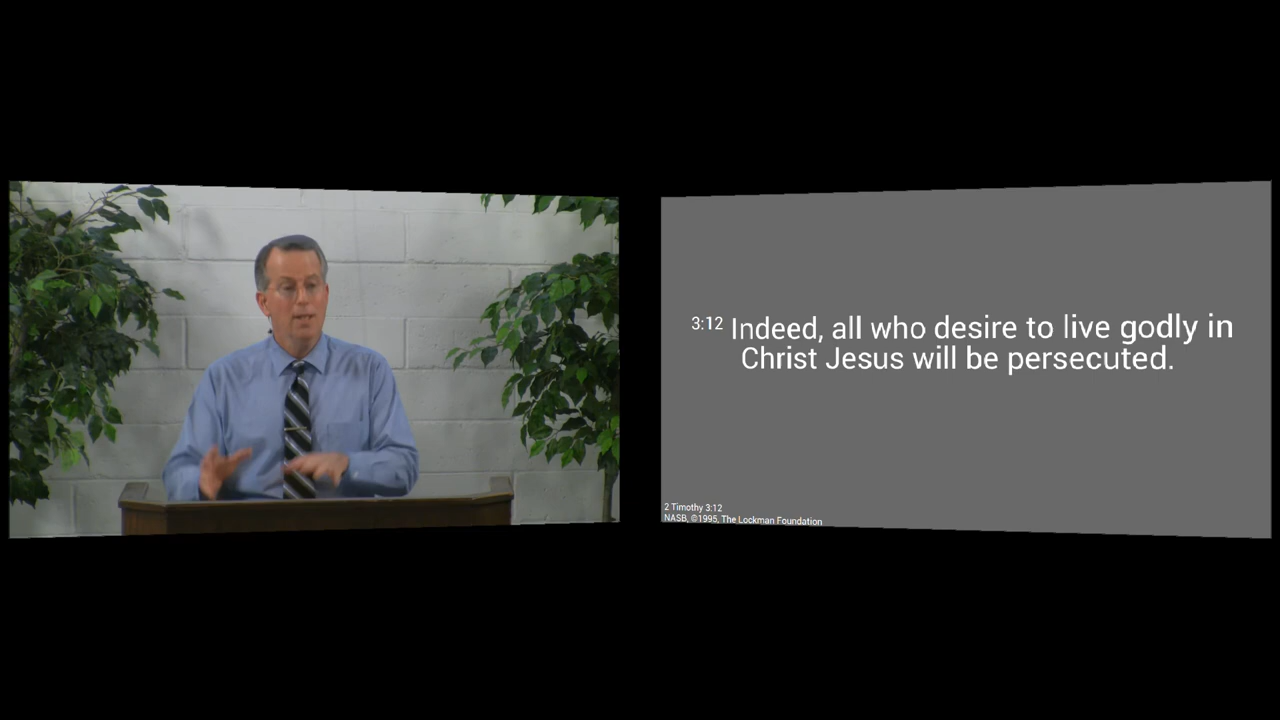 3:12 Indeed, all who desire to live godly in
Christ Jesus will be persecuted.
2 Timothy 3:12
NASB, ©1995, The Lockman Foundation